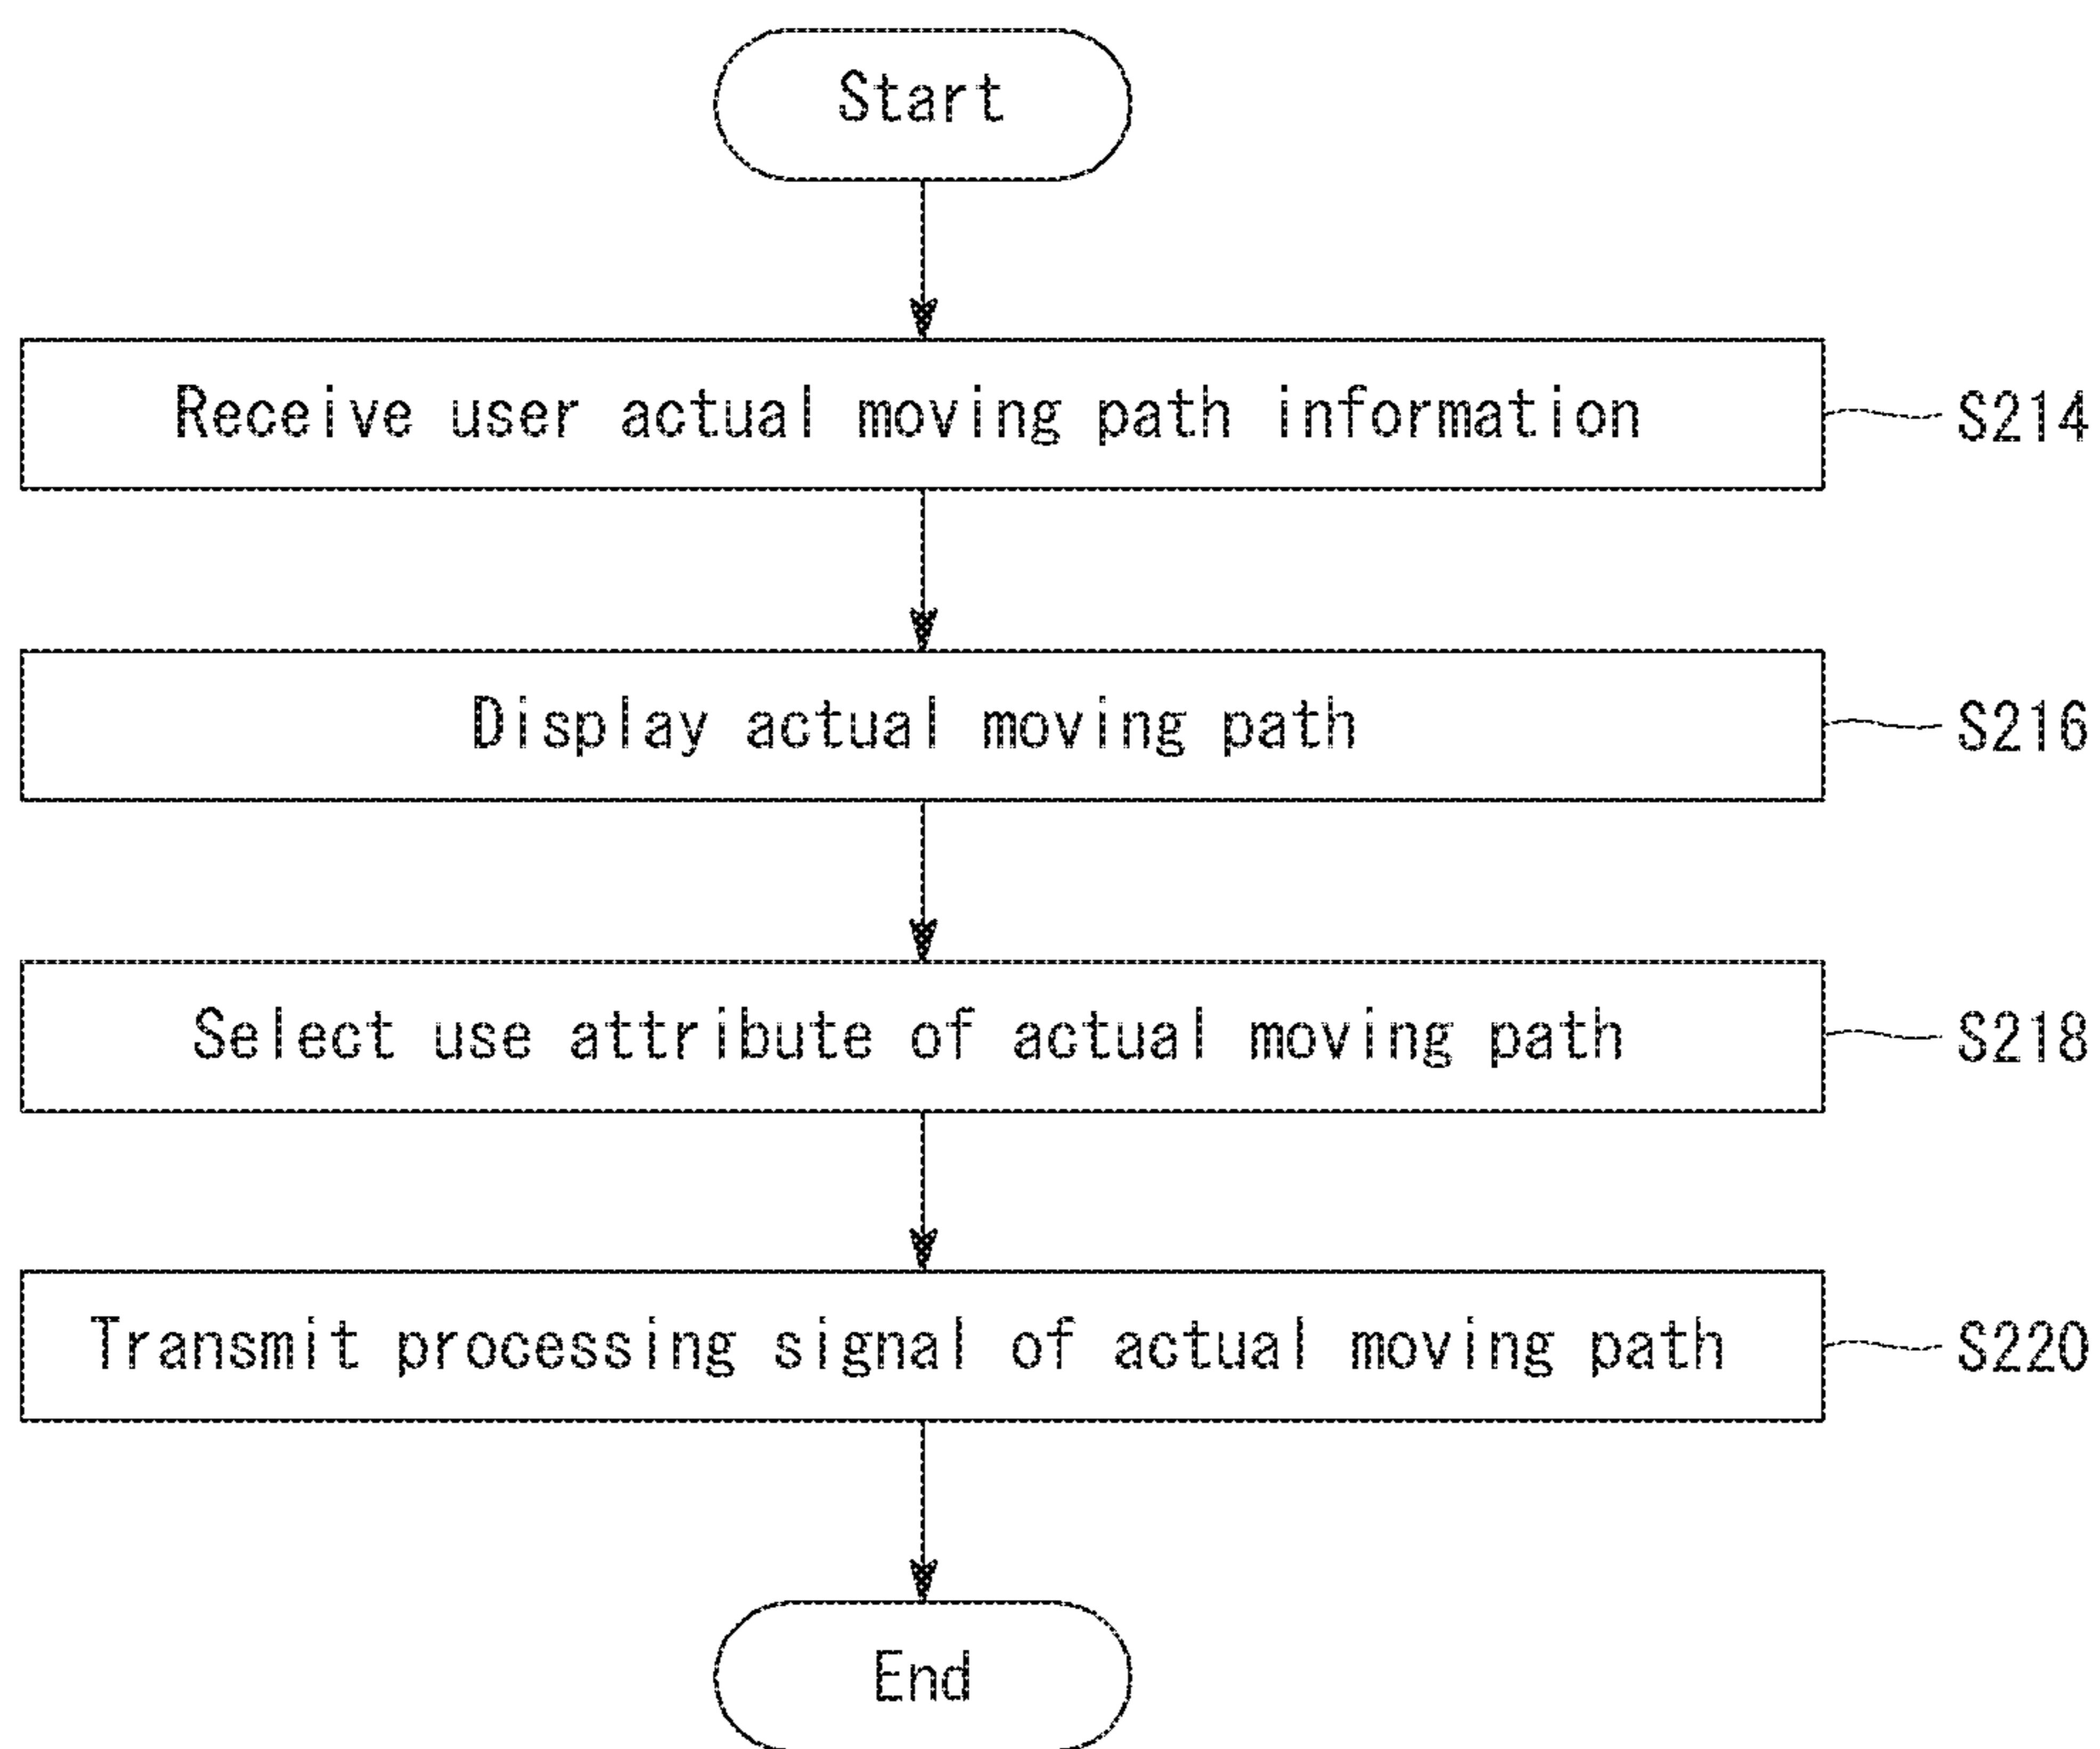 Start
Receive user actual moving path information
S214
Display actual moving path
S216
Select use attribute of actual moving path
S218
Transmit processing signal of actual moving path
S220
End